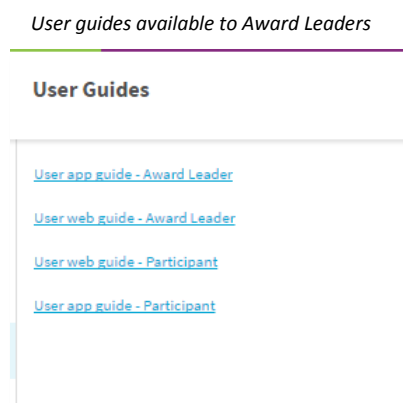 User guides available to Award Leaders
User Guides
User app guide - Award Leader
User web guide - Award Leader
User web guide - Participant
User app guide - Participant